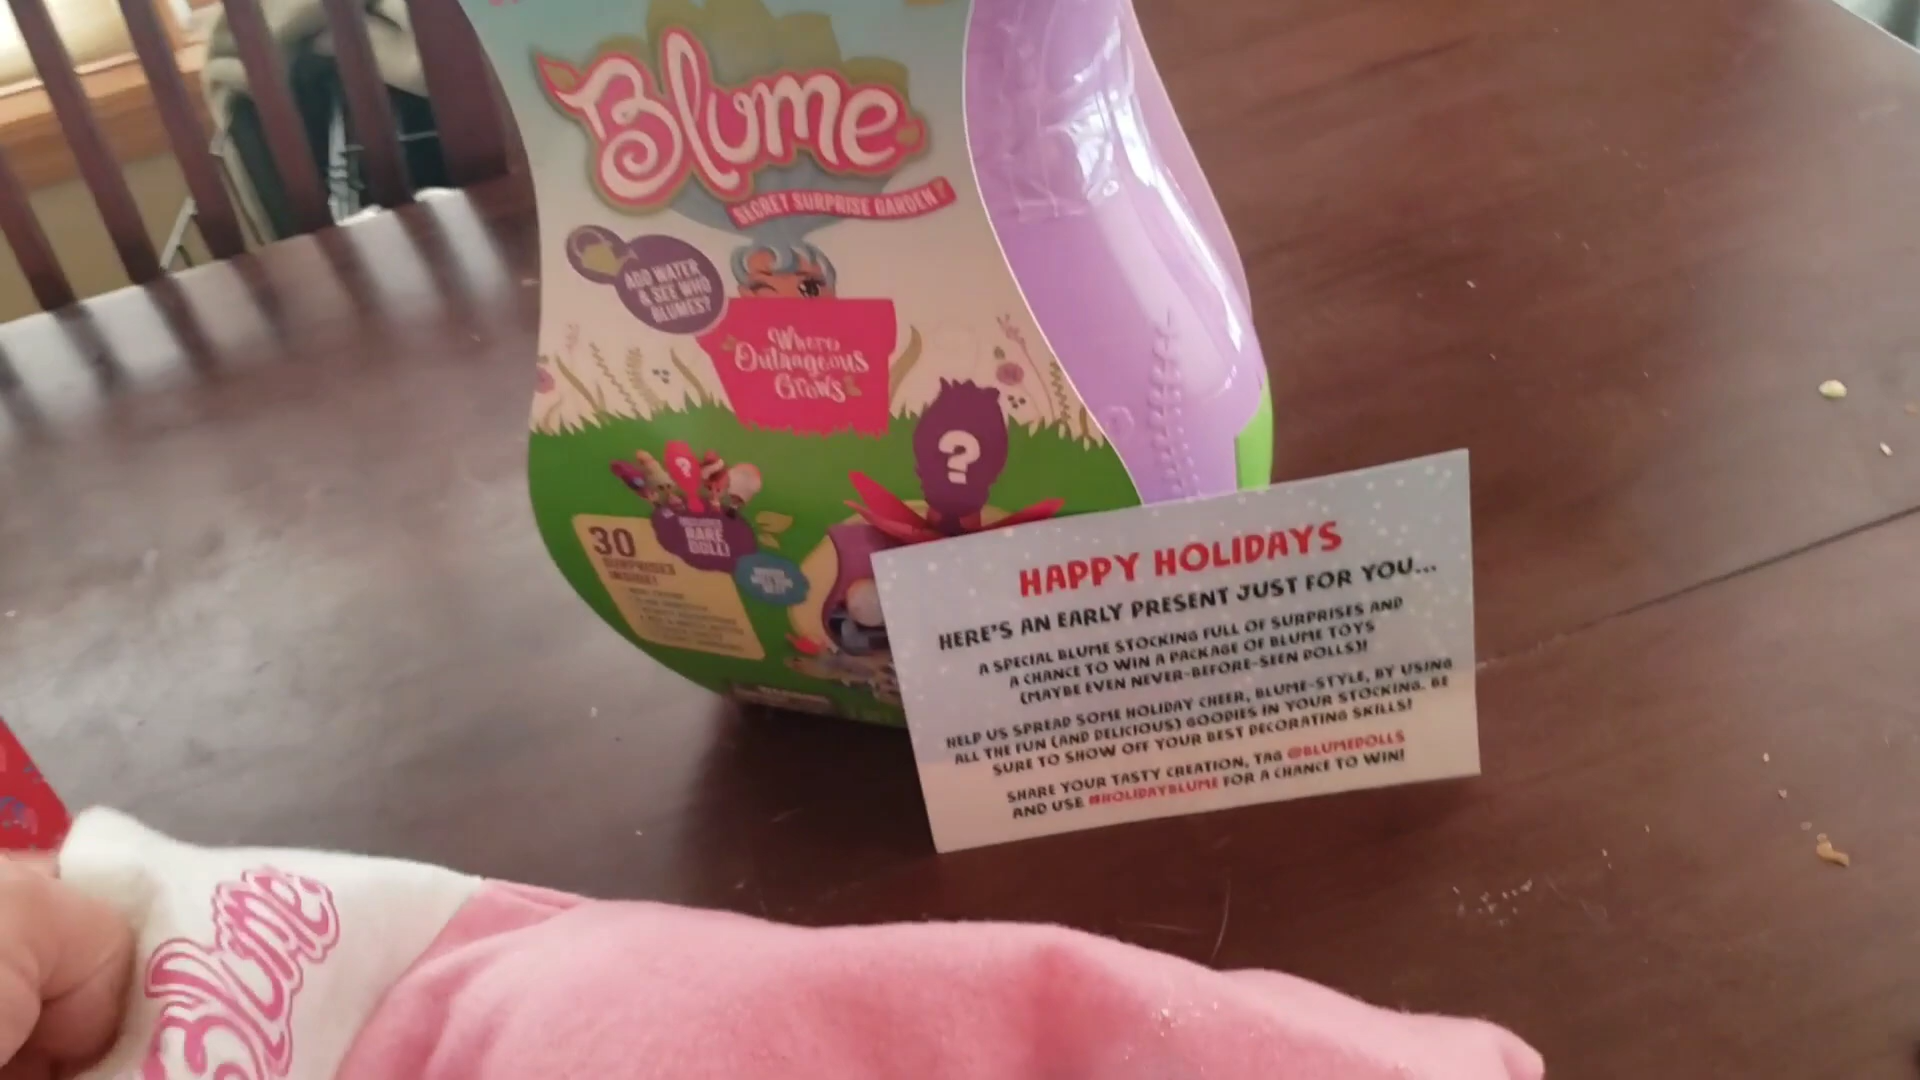 Blume
SECRET SURPRISE GARDEN
ADD WATER
& SEE WHO
BLUMES?
Where
Outrageous
Grows
?
?
30
SURPRISES
INSIDE!
RARE
DOLL!
HAPPY HOLIDAYS
HERE'S AN EARLY PRESENT JUST FOR YOU...
A SPECIAL BLUME STOCKING FULL OF SURPRISES AND
A CHANCE TO WIN A PACKAGE OF BLUME TOYS
(MAYBE EVEN NEVER-BEFORE-SEEN DOLLS)!
HELP US SPREAD SOME HOLIDAY CHEER, BLUME-STYLE, BY USING
ALL THE FUN (AND DELICIOUS) GOODIES IN YOUR STOCKING. BE
SURE TO SHOW OFF YOUR BEST DECORATING SKILLS!
SHARE YOUR TASTY CREATION, TAG @BLUMEDOLLS
AND USE #HOLIDAYBLUME FOR A CHANCE TO WIN!
Blume